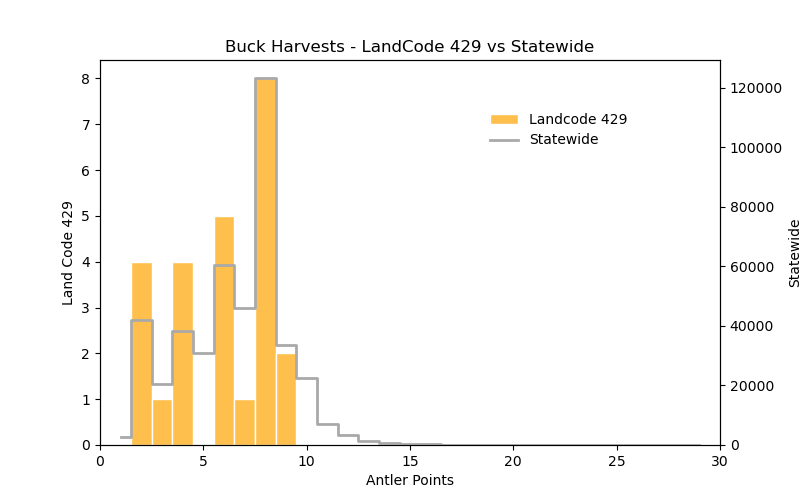 Buck Harvests - LandCode 429 vs Statewide
Landcode 429
Statewide
Land Code 429
8
7
6
5
4
3
2
1
0
120000
100000
80000
60000
40000
20000
0
Statewide
0 5 10 15 20 25 30
Antler Points